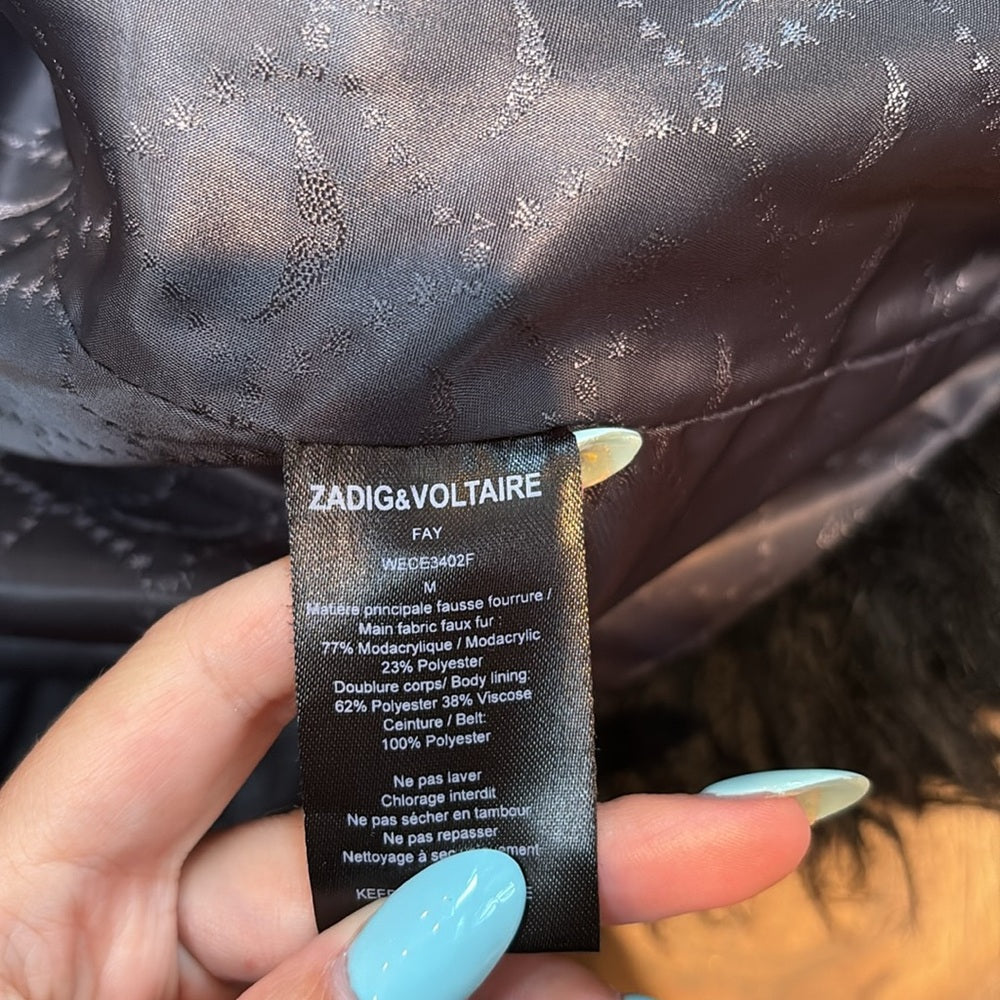 ZADIG&VOLTAIRE
FAY
WECE3402F
M
Matière principale fausse fourrure /
Main fabric faux fur
77% Modacrylique / Modacrylic
23% Polyester
Doublure corps/ Body lining:
62% Polyester 38% Viscose
Ceinture / Belt:
100% Polyester
Ne pas laver
Chlorage interdit
Ne pas sécher en tambour
Ne pas repasser
Nettoyage à